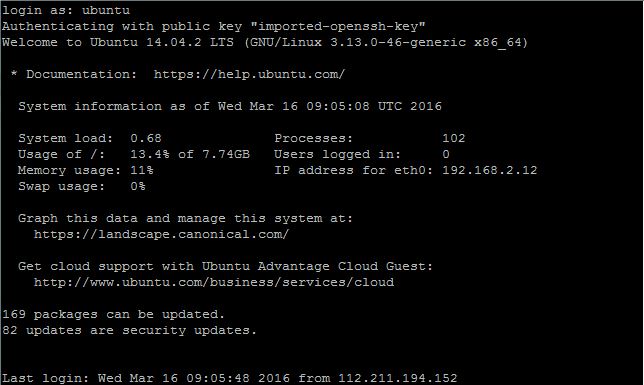 login as: ubuntu
Authenticating with public key "imported-openssh-key"
Welcome to Ubuntu 14.04.2 LTS (GNU/Linux 3.13.0-46-generic x86_64)
* Documentation:  https://help.ubuntu.com/
System information as of Wed Mar 16 09:05:08 UTC 2016
System load:  0.68              Processes:           102
Usage of /:   13.4% of 7.74GB   Users logged in:     0
Memory usage: 11%               IP address for eth0: 192.168.2.12
Swap usage:   0%
Graph this data and manage this system at:
https://landscape.canonical.com/
Get cloud support with Ubuntu Advantage Cloud Guest:
http://www.ubuntu.com/business/services/cloud
169 packages can be updated.
82 updates are security updates.
Last login: Wed Mar 16 09:05:48 2016 from 112.211.194.152